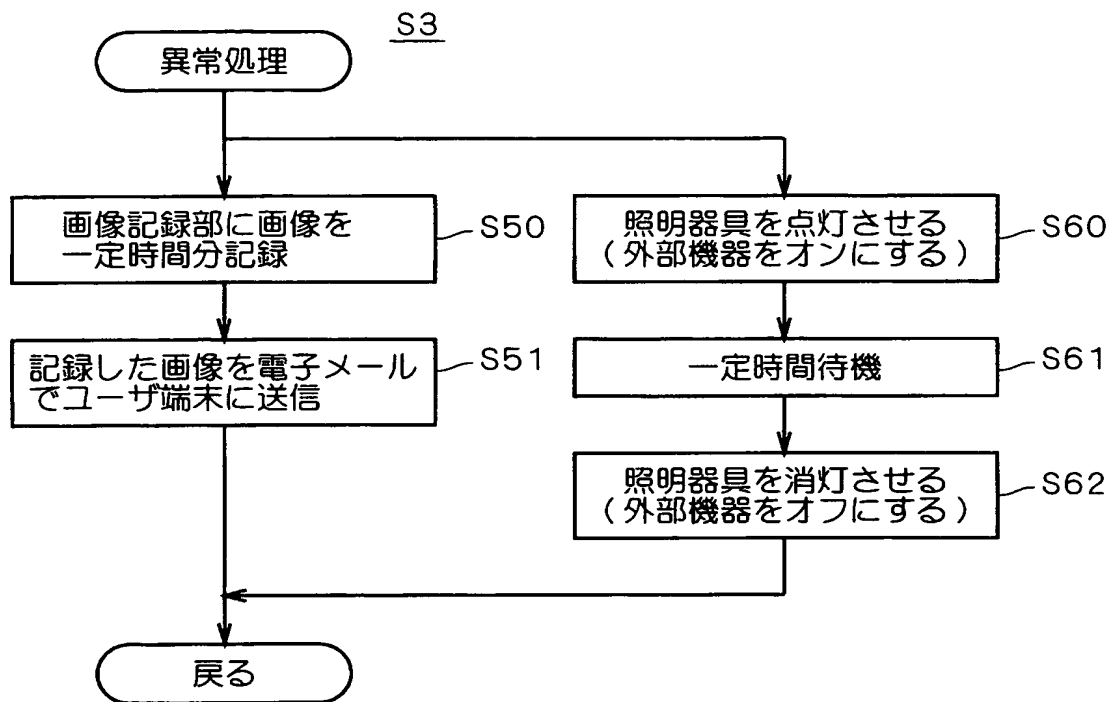 S3
異常処理
画像記録部に画像を
一定時間分記録
S50
照明器具を点灯させる
(外部機器をオンにする)
S60
記録した画像を電子メール
でユーザ端末に送信
S51
一定時間待機
S61
照明器具を消灯させる
(外部機器をオフにする)
S62
戻る